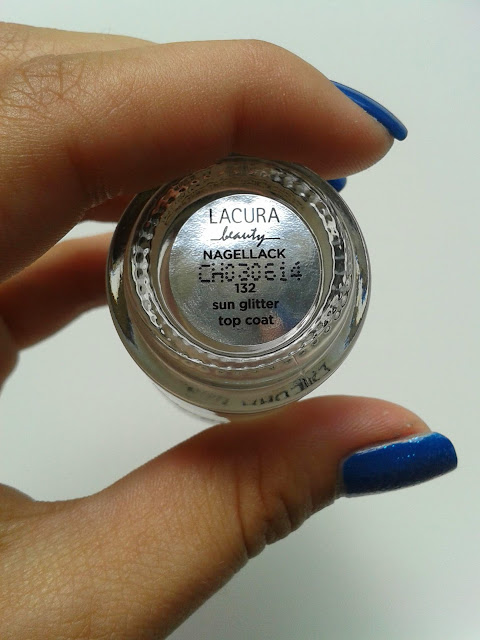 LACURA
beauty
NAGELLACK
CH030614
132
sun glitter
top coat